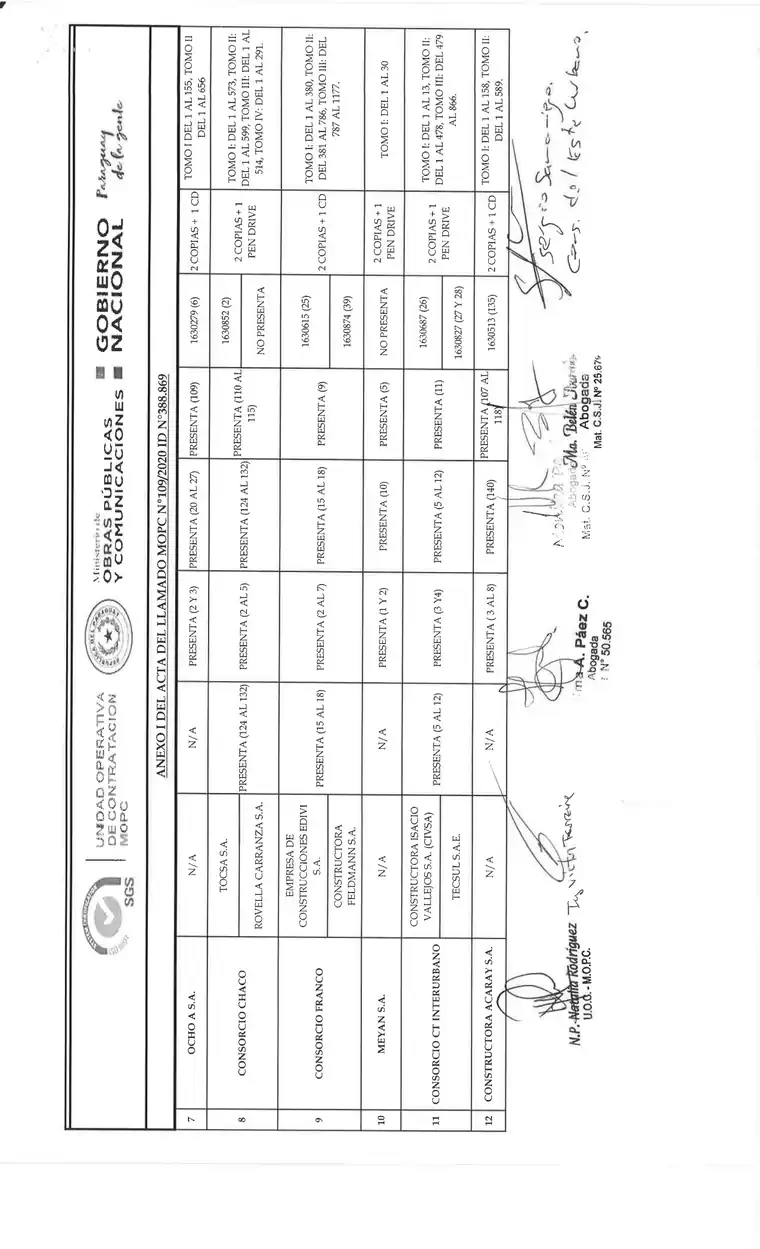 SGS
UNIDAD OPERATIVA
DE CONTRATACION
MOPC
REPUBLICA DEL PARAGUAY
Ministerio de
OBRAS PÚBLICAS
Y COMUNICACIONES
GOBIERNO
NACIONAL
Paraguay
de la gente
ANEXO I DEL ACTA DEL LLAMADO MOPC N°109/2020 ID N°388.869
7
OCHO A S.A.
N/A
N/A
PRESENTA (2 Y 3)
PRESENTA (20 AL 27)
PRESENTA (109)
1630279 (6)
2 COPIAS + 1 CD
TOMO I DEL 1 AL 155, TOMO II
DEL 1 AL 656
8
CONSORCIO CHACO
TOCSA S.A.
ROVELLA CARRANZA S.A.
PRESENTA (124 AL 132)
PRESENTA (2 AL 5)
PRESENTA (124 AL 132)
PRESENTA (110 AL
115)
1630852 (2)
NO PRESENTA
2 COPIAS + 1
PEN DRIVE
TOMO I: DEL 1 AL 573, TOMO II:
DEL 1 AL 599, TOMO III: DEL 1 AL
514, TOMO IV: DEL 1 AL 291.
9
CONSORCIO FRANCO
EMPRESA DE
CONSTRUCCIONES EDIVI
S.A.
CONSTRUCTORA
FELDMANN S.A.
PRESENTA (15 AL 18)
PRESENTA (2 AL 7)
PRESENTA (15 AL 18)
PRESENTA (9)
1630615 (25)
1630874 (39)
2 COPIAS + 1 CD
TOMO I: DEL 1 AL 380, TOMO II:
DEL 381 AL 786, TOMO III: DEL
787 AL 1177.
10
MEYAN S.A.
N/A
N/A
PRESENTA (1 Y 2)
PRESENTA (10)
PRESENTA (5)
NO PRESENTA
2 COPIAS + 1
PEN DRIVE
TOMO I: DEL 1 AL 30
11
CONSORCIO CT INTERURBANO
CONSTRUCTORA ISACIO
VALLEJOS S.A. (CIVSA)
TECSUL S.A.E.
PRESENTA (5 AL 12)
PRESENTA (3 Y4)
PRESENTA (5 AL 12)
PRESENTA (11)
1630687 (26)
1630827 (27 Y 28)
2 COPIAS + 1
PEN DRIVE
TOMO I: DEL 1 AL 13, TOMO II:
DEL 1 AL 478, TOMO III: DEL 479
AL 866.
12
CONSTRUCTORA ACARAY S.A.
N/A
N/A
PRESENTA ( 3 AL 8)
PRESENTA (140)
PRESENTA (107 AL
118)
1630513 (135)
2 COPIAS + 1 CD
TOMO I: DEL 1 AL 158, TOMO II:
DEL 1 AL 589.
N.P. Natalia Rodríguez
U.O.C. - M.O.P.C.
A. Páez C.
Abogada
N° 50.565
Abogada
Mat. C.S.J. N°
Ma. Belén
Abogada
Mat. C.S.J. N° 25.67
Sergio Samaniego.
Cons. del Este